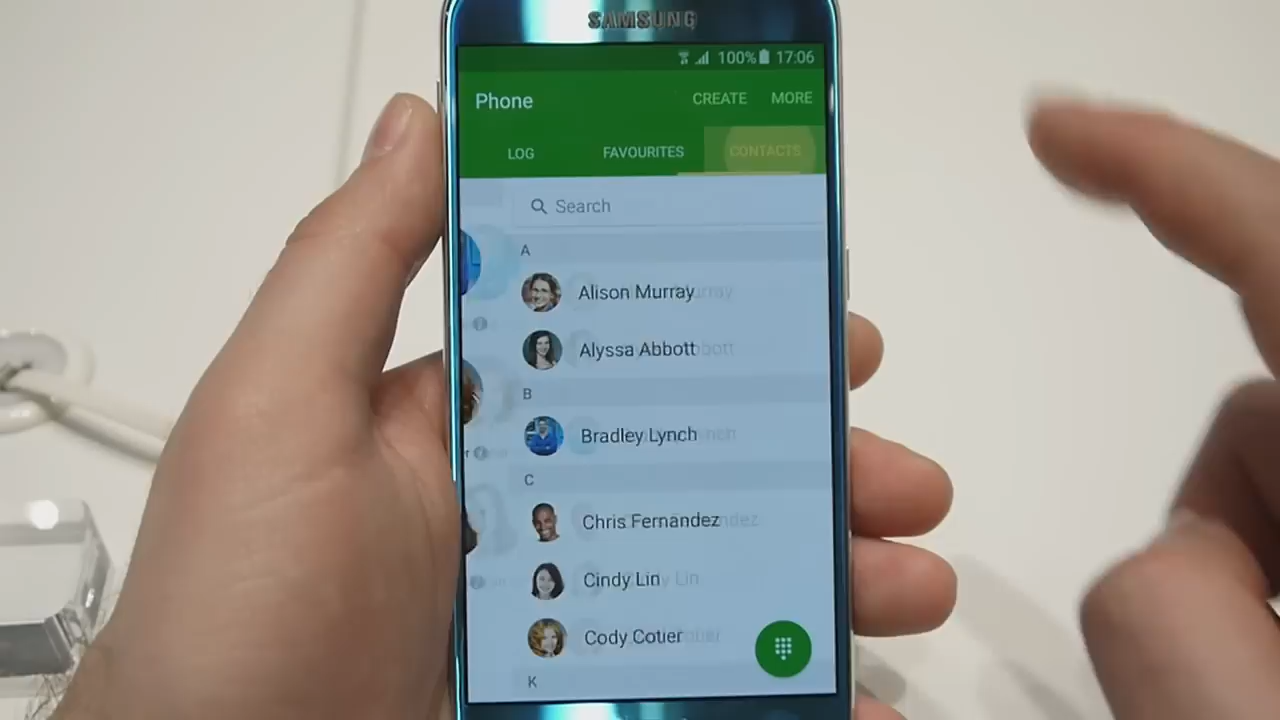 SAMSUNG
100% 17:06
Phone CREATE MORE
LOG FAVOURITES CONTACTS
Search
A
Alison Murray
Alyssa Abbott
B
Bradley Lynch
C
Chris Fernandez
Cindy Lin
Cody Cotier
K